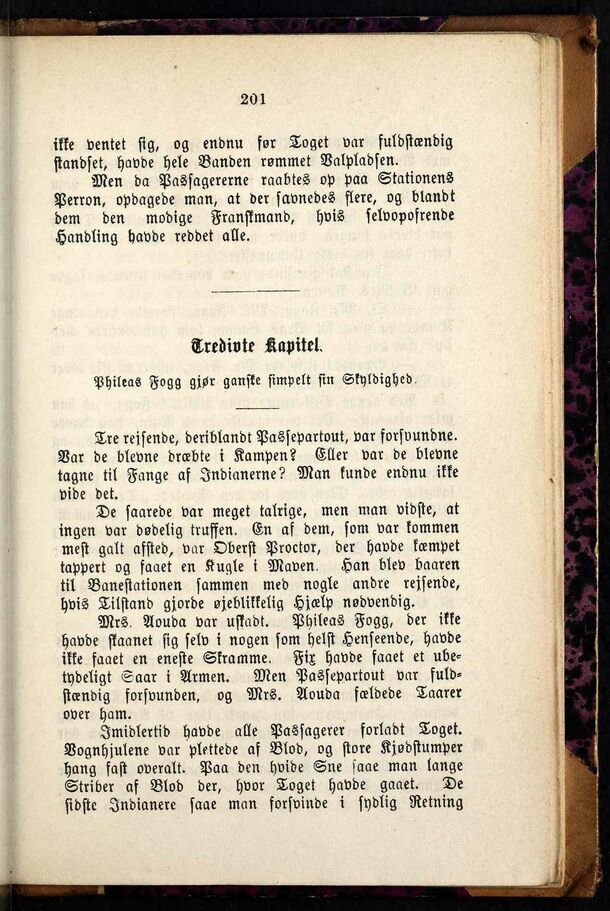 201
ikke ventet sig, og endnu før Toget var fuldstændig
standset, havde hele Banden rømmet Valpladsen.
Men da Passagererne raabtes op paa Stationens
Perron, opdagede man, at der savnedes flere, og blandt
dem den modige Franskmand, hvis selvopofrende
Handling havde reddet alle.
Tredivte Kapitel.
Phileas Fogg gjør ganske simpelt sin Skyldighed.
Tre rejsende, deriblandt Passepartout, var forsvundne.
Var de blevne dræbte i Kampen? Eller var de blevne
tagne til Fange af Indianerne? Man kunde endnu ikke
vide det.
De saarede var meget talrige, men man vidste, at
ingen var dødelig truffen. En af dem, som var kommen
mest galt afsted, var Oberst Proctor, der havde kæmpet
tappert og faaet en Kugle i Maven. Han blev baaren
til Banestationen sammen med nogle andre rejsende,
hvis Tilstand gjorde øjeblikkelig Hjælp nødvendig.
Mrs. Aouda var uskadt. Phileas Fogg, der ikke
havde skaanet sig selv i nogen som helst Henseende, havde
ikke faaet en eneste Skramme. Fix havde faaet et ube-
tydeligt Saar i Armen. Men Passepartout var fuld-
stændig forsvunden, og Mrs. Aouda fældede Taarer
over ham.
Imidlertid havde alle Passagerer forladt Toget.
Vognhjulene var plettede af Blod, og store Kjødstumper
hang fast overalt. Paa den hvide Sne saae man lange
Striber af Blod der, hvor Toget havde gaaet. De
sidste Indianere saae man forsvinde i sydlig Retning